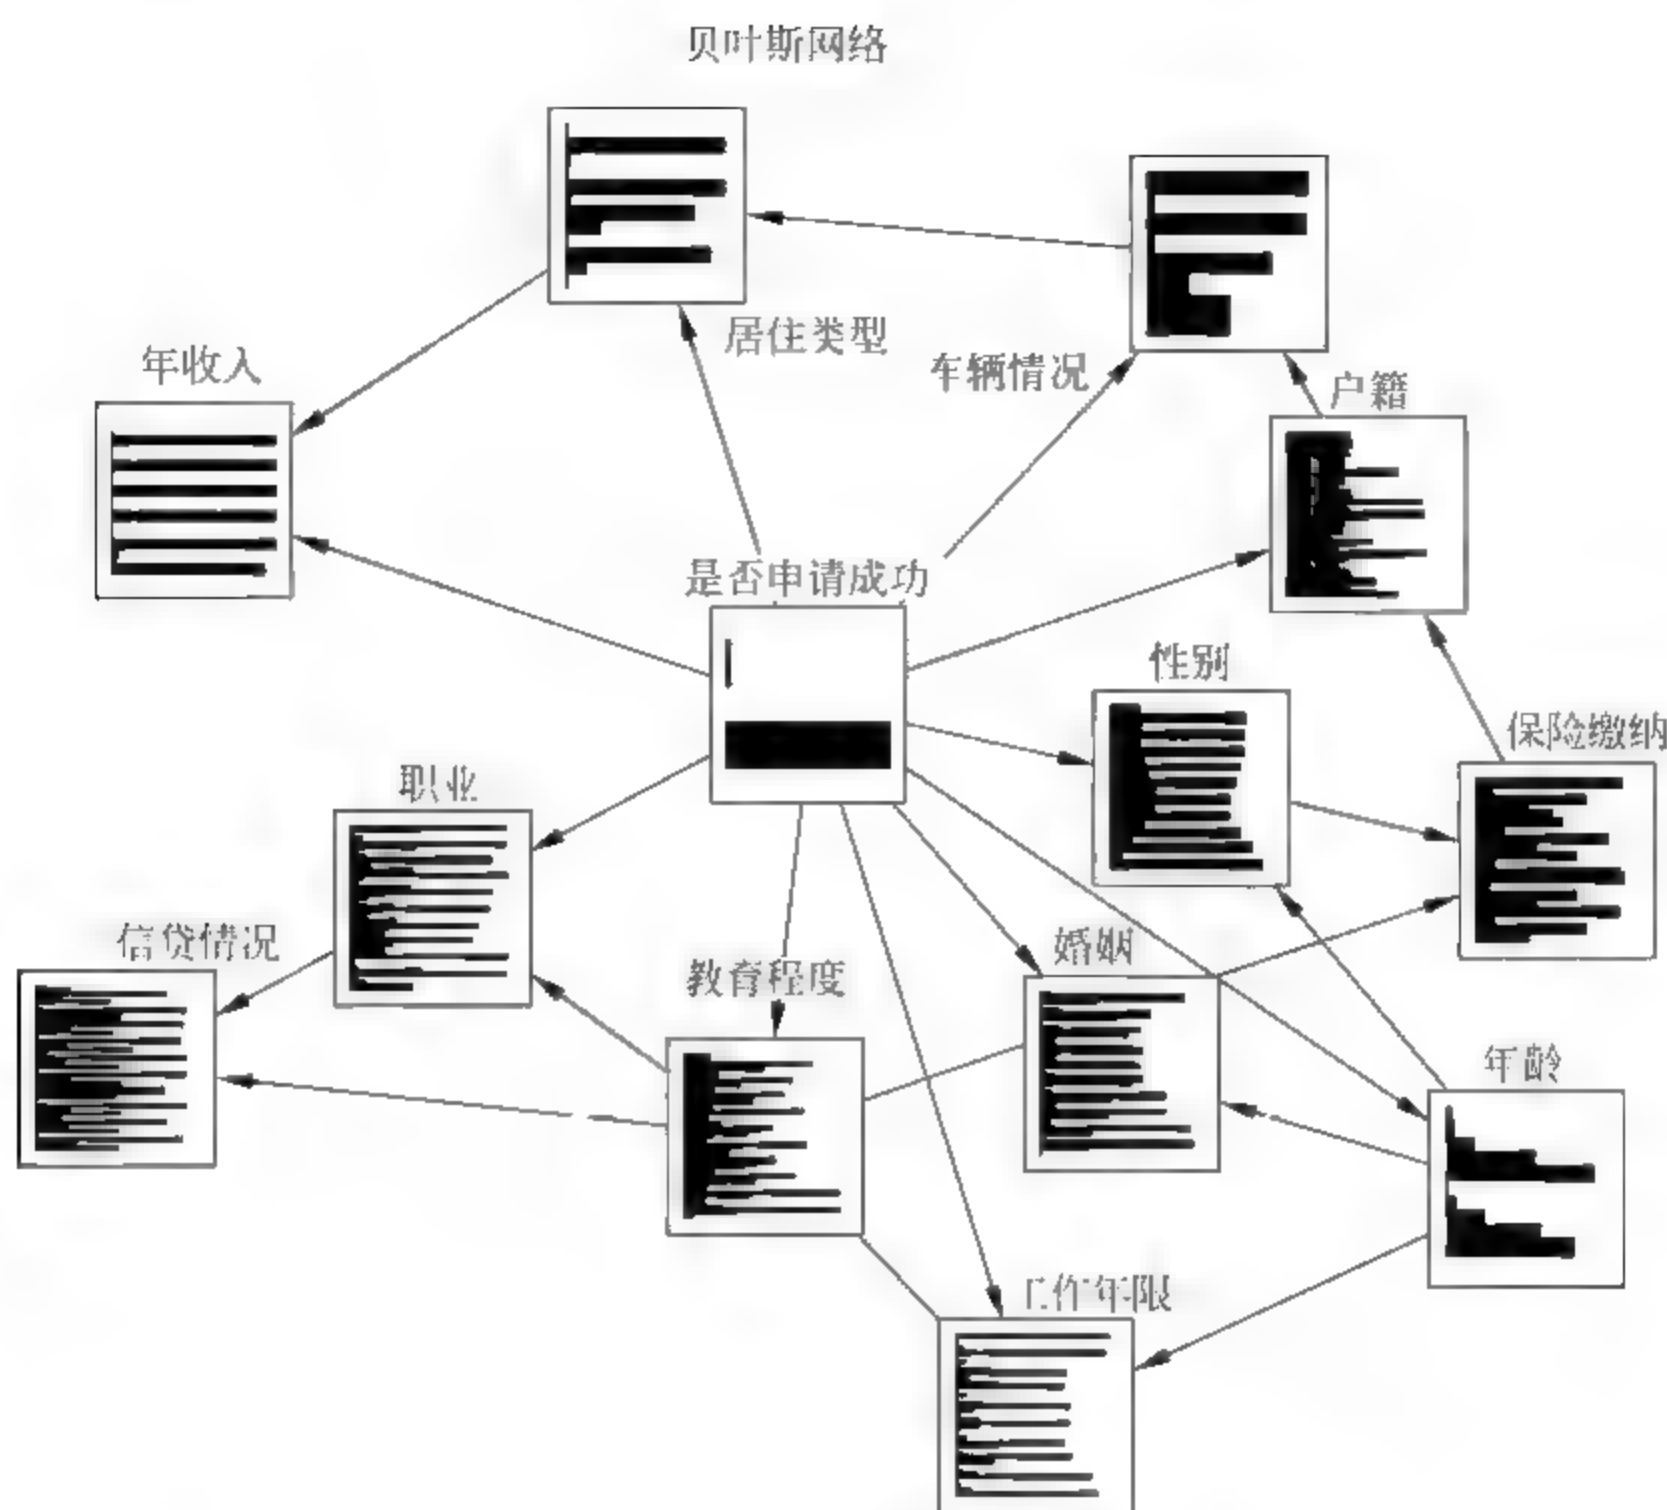 贝叶斯网络
居住类型
年收入
车辆情况
户籍
是否申请成功
性别
保险缴纳
职业
信贷情况
教育程度
婚姻
年龄
工作年限